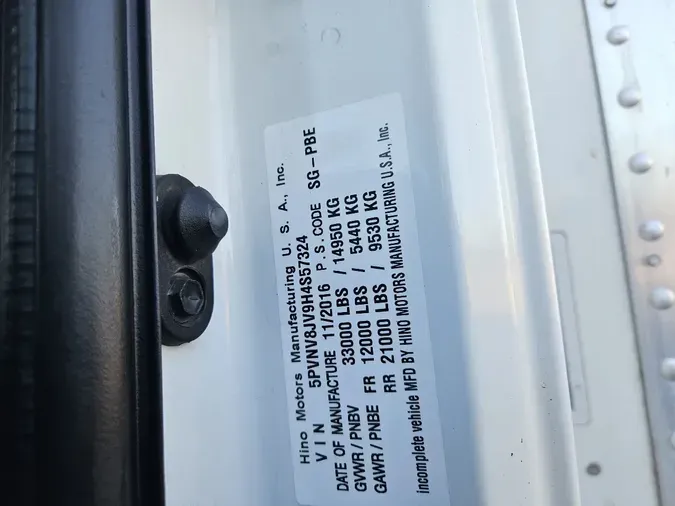 Hino Motors Manufacturing U. S. A., Inc.
VIN 5PVNV8JV9H4S57324
DATE OF MANUFACTURE 11/2016 P.S.CODE SG-PBE
GVWR/PNBV 33000 LBS / 14950 KG
GAWR/PNBE FR 12000 LBS / 5440 KG
RR 21000 LBS / 9530 KG
incomplete vehicle MFD BY HINO MOTORS MANUFACTURING U.S.A., Inc.